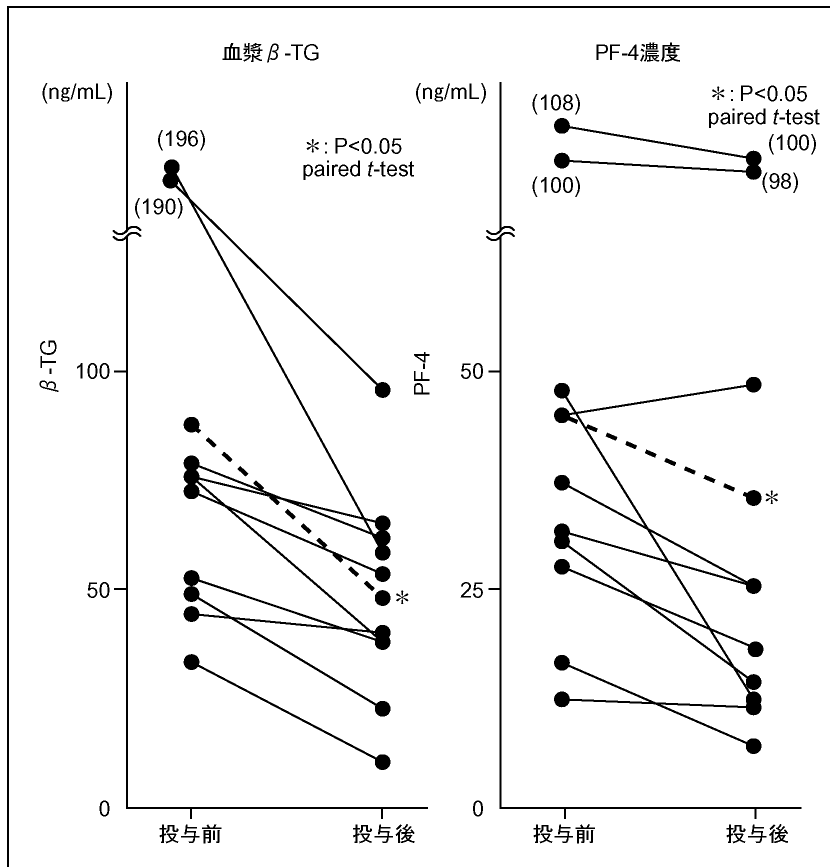 血漿β-TG
(ng/mL)
(196)
(190)
*: P<0.05
paired t-test
β-TG
100
50
0
*
投与前
投与後
PF-4濃度
(ng/mL)
(108)
(100)
*: P<0.05
paired t-test
(100)
(98)
PF-4
50
25
0
*
投与前
投与後